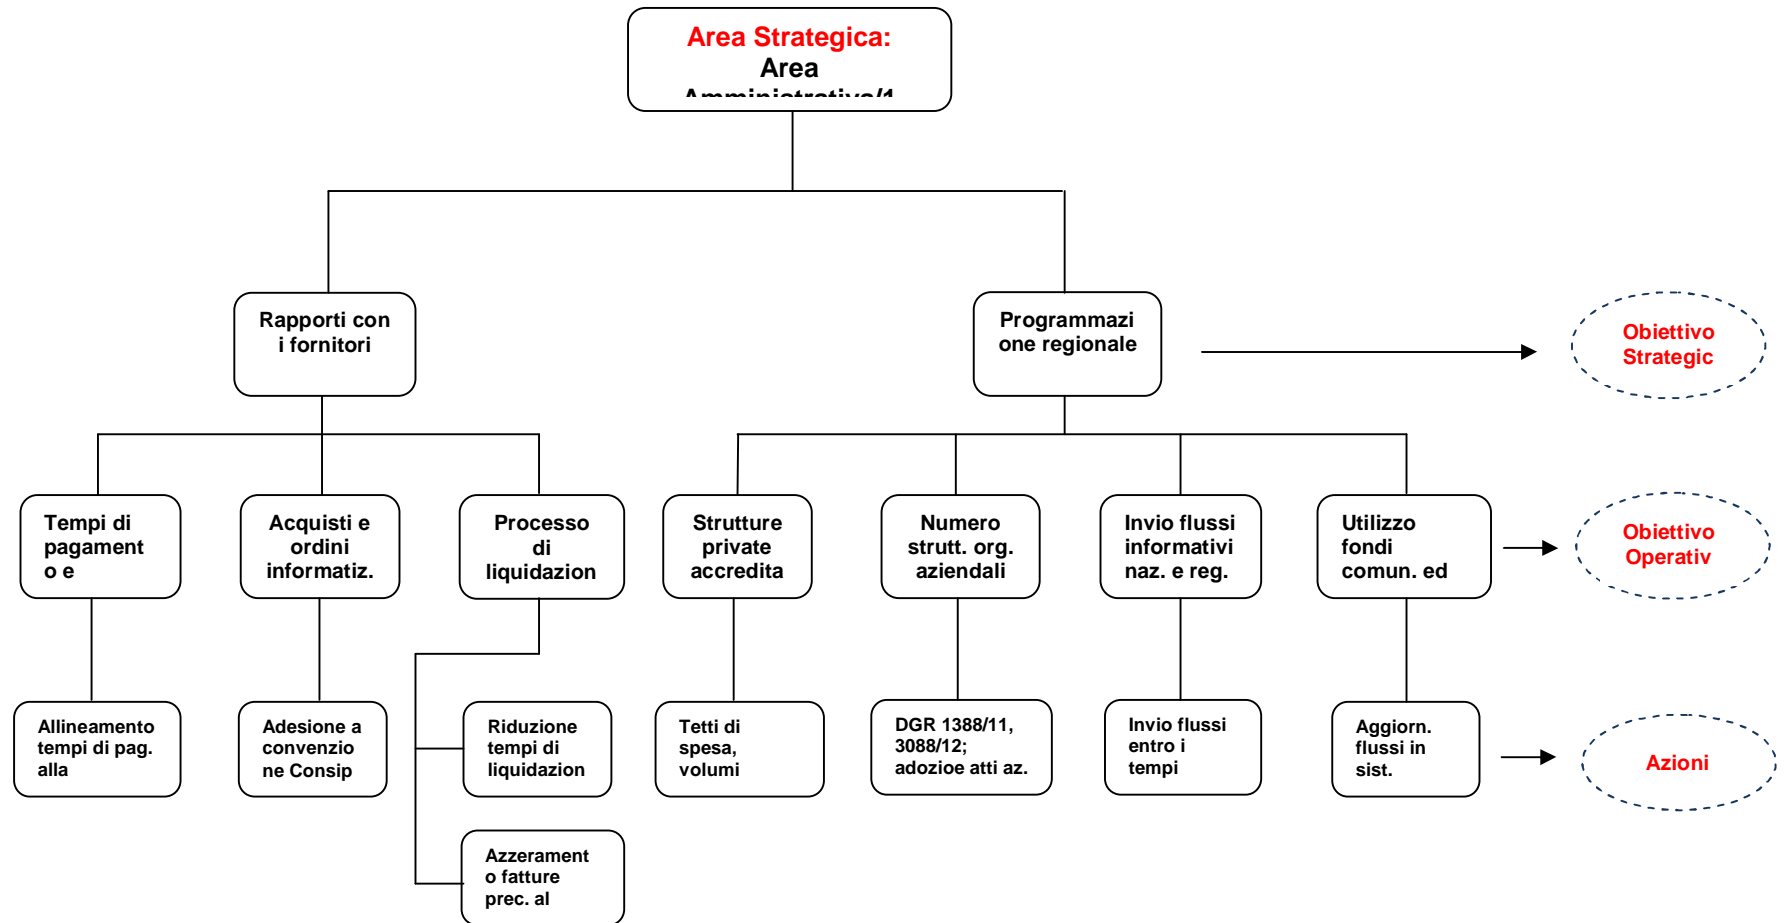 Area Strategica:
Area
Amministrativa/1
Rapporti con
i fornitori
Programmazi
one regionale
Obiettivo
Strategic
Tempi di
pagament
o e
Acquisti e
ordini
informatiz.
Processo
di
liquidazion
Strutture
private
accredita
Numero
strutt. org.
aziendali
Invio flussi
informativi
naz. e reg.
Utilizzo
fondi
comun. ed
Obiettivo
Operativ
Allineamento
tempi di pag.
alla
Adesione a
convenzio
ne Consip
Riduzione
tempi di
liquidazion
Tetti di
spesa,
volumi
DGR 1388/11,
3088/12;
adozioe atti az.
Invio flussi
entro i
tempi
Aggiorn.
flussi in
sist.
Azioni
Azzerament
o fatture
prec. al